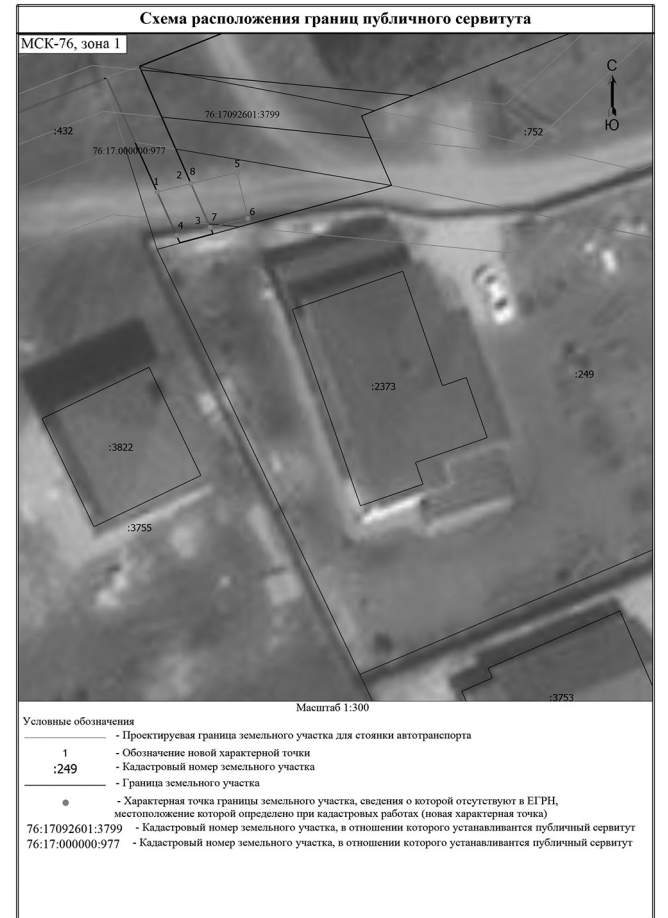 Схема расположения границ публичного сервитута
МСК-76, зона 1
С
Ю
76:17092601:3799
:432
:752
76:17:000000:977
5
1
2
8
4
3
7
6
:2373
:249
:3822
:3755
:3753
Масштаб 1:300
Условные обозначения
- Проектируевая граница земельного участка для стоянки автотранспорта
1 - Обозначение новой характерной точки
:249 - Кадастровый номер земельного участка
- Граница земельного участка
- Характерная точка границы земельного участка, сведения о которой отсутствуют в ЕГРН,
местоположение которой определено при кадастровых работах (новая характерная точка)
76:17092601:3799 - Кадастровый номер земельного участка, в отношении которого устанавливантся публичный сервитут
76:17:000000:977 - Кадастровый номер земельного участка, в отношении которого устанавливантся публичный сервитут